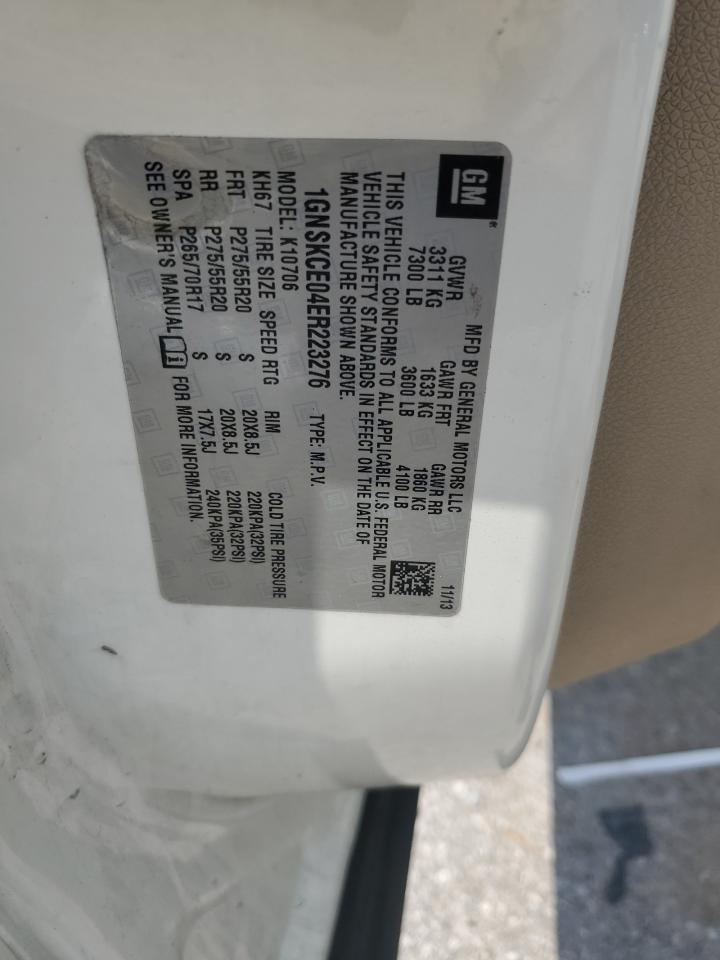 GM
MFD BY GENERAL MOTORS LLC 11/13
GVWR GAWR FRT GAWR RR
3311 KG 1633 KG 1860 KG
7300 LB 3600 LB 4100 LB
THIS VEHICLE CONFORMS TO ALL APPLICABLE U.S. FEDERAL MOTOR
VEHICLE SAFETY STANDARDS IN EFFECT ON THE DATE OF
MANUFACTURE SHOWN ABOVE.
1GNSKCE04ER223276 TYPE: M.P.V.
MODEL: K10706
KH67 TIRE SIZE SPEED RTG RIM COLD TIRE PRESSURE
FRT P275/55R20 S 20X8.5J 220KPA(32PSI)
RR P275/55R20 S 20X8.5J 220KPA(32PSI)
SPA P265/70R17 S 17X7.5J 240KPA(35PSI)
SEE OWNER'S MANUAL i FOR MORE INFORMATION.